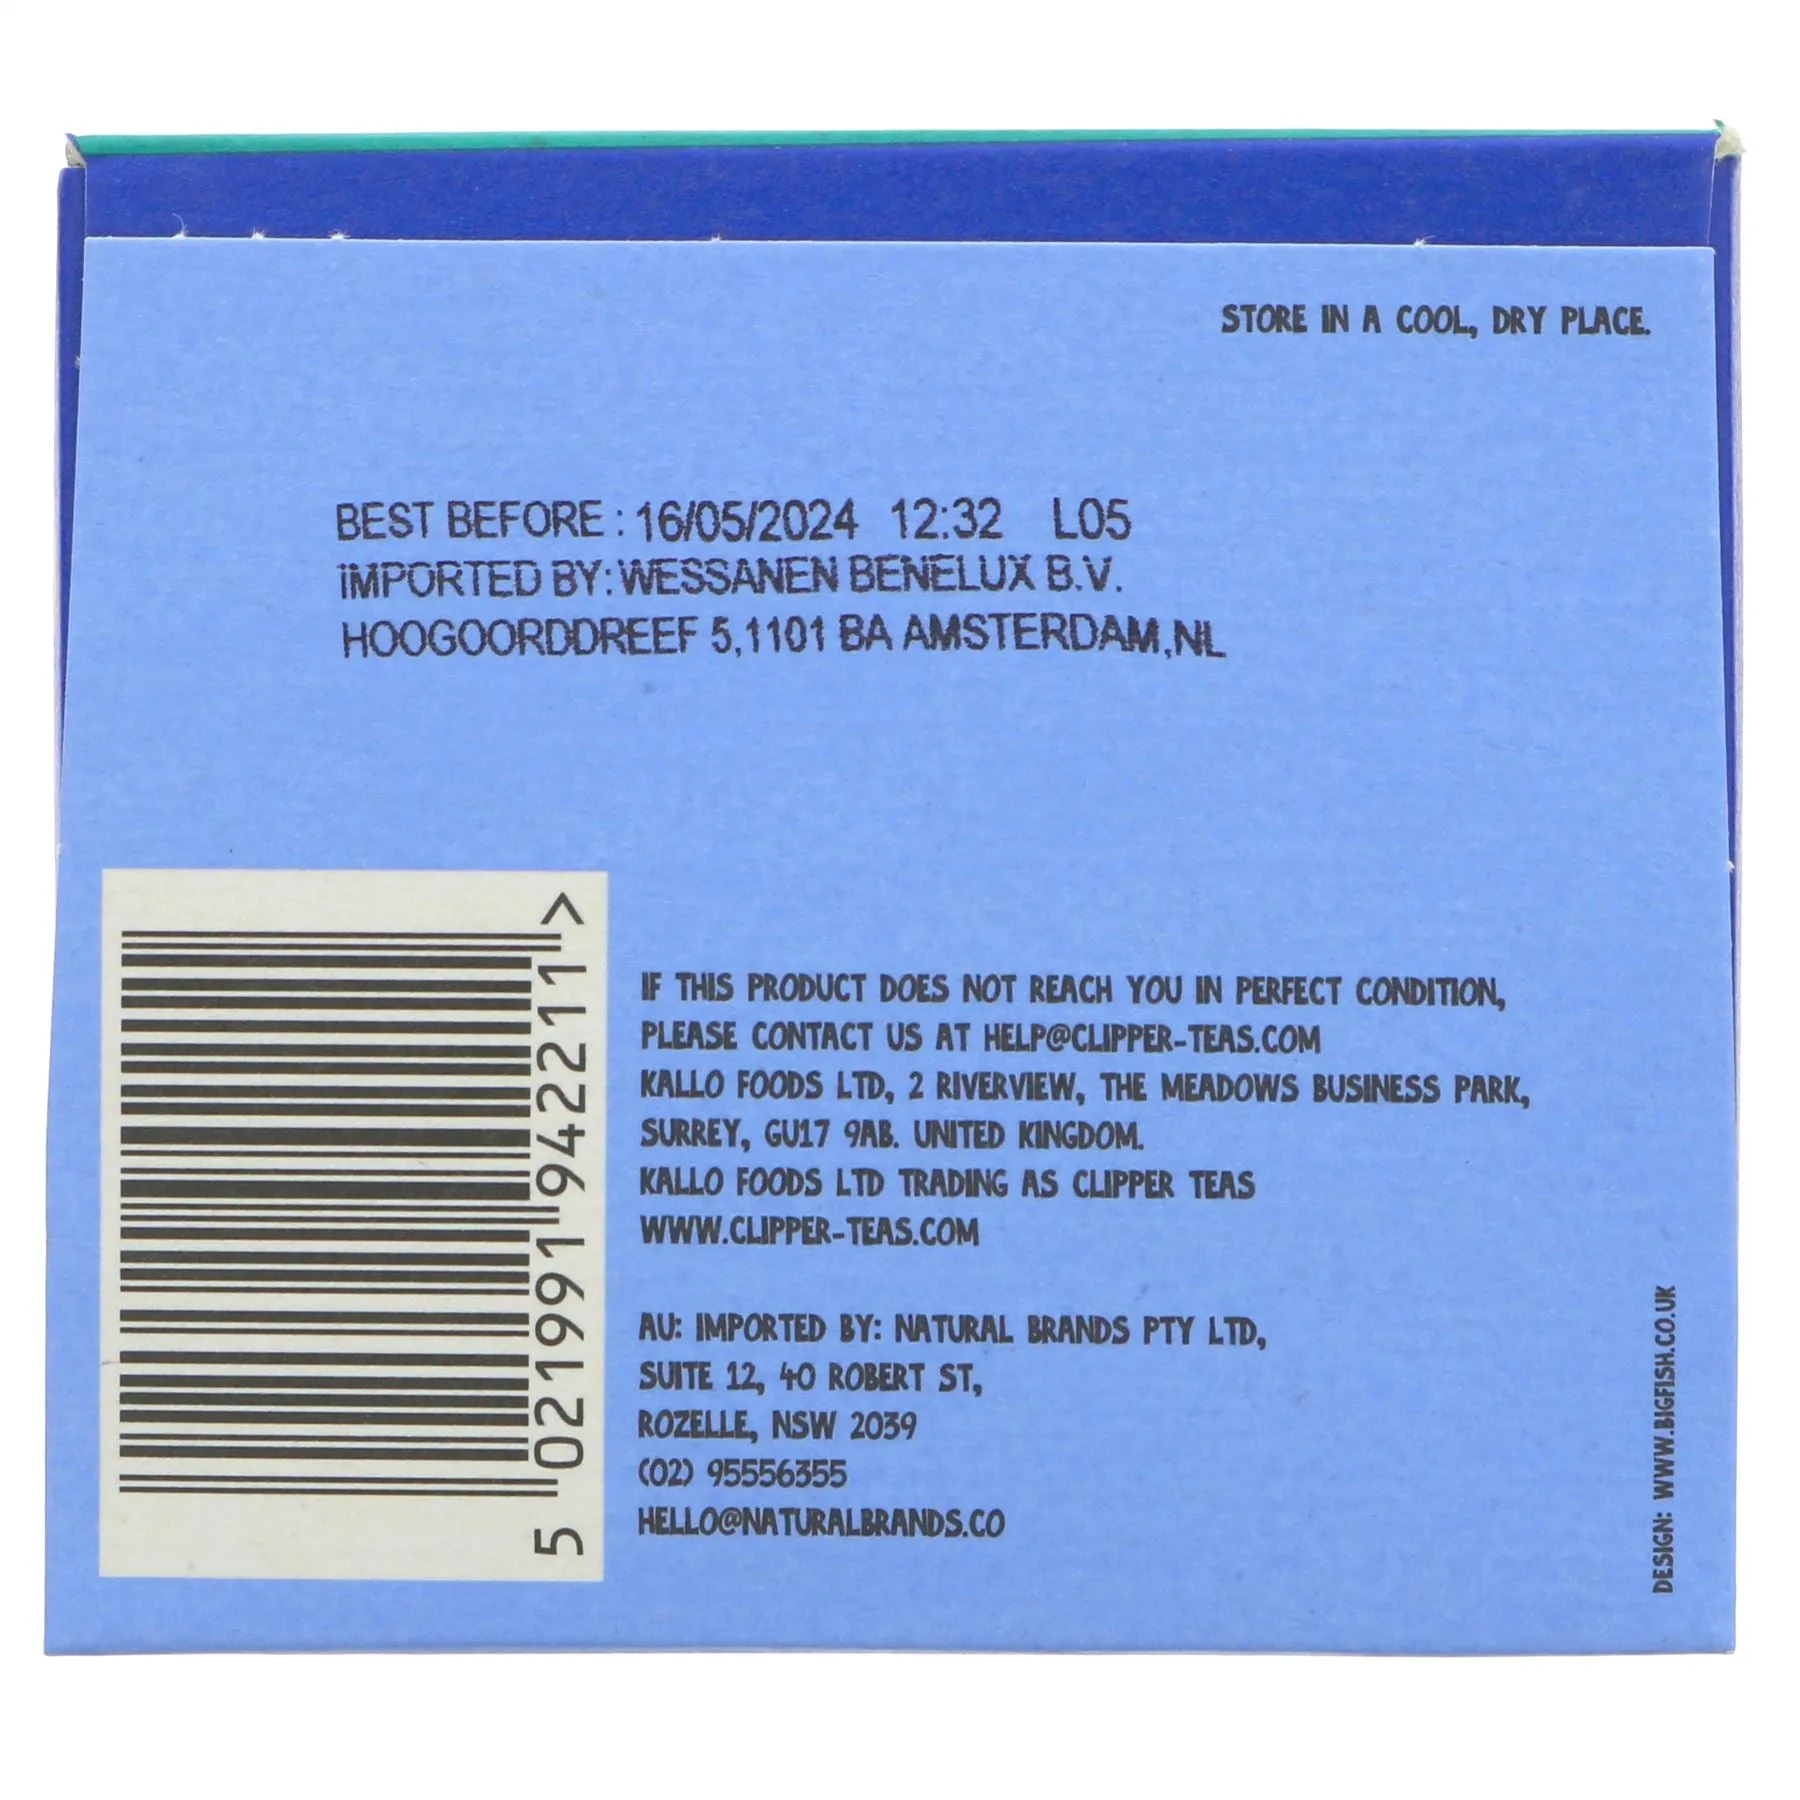 STORE IN A COOL, DRY PLACE.
BEST BEFORE : 16/05/2024 12:32 L05
IMPORTED BY: WESSANEN BENELUX B.V.
HOOGOORDDREEF 5,1101 BA AMSTERDAM,NL
5 021991 942211 >
IF THIS PRODUCT DOES NOT REACH YOU IN PERFECT CONDITION,
PLEASE CONTACT US AT HELP@CLIPPER-TEAS.COM
KALLO FOODS LTD, 2 RIVERVIEW, THE MEADOWS BUSINESS PARK,
SURREY, GU17 9AB. UNITED KINGDOM.
KALLO FOODS LTD TRADING AS CLIPPER TEAS
WWW.CLIPPER-TEAS.COM
AU: IMPORTED BY: NATURAL BRANDS PTY LTD,
SUITE 12, 40 ROBERT ST,
ROZELLE, NSW 2039
(02) 95556355
HELLO@NATURALBRANDS.CO
DESIGN: WWW.BIGFISH.CO.UK